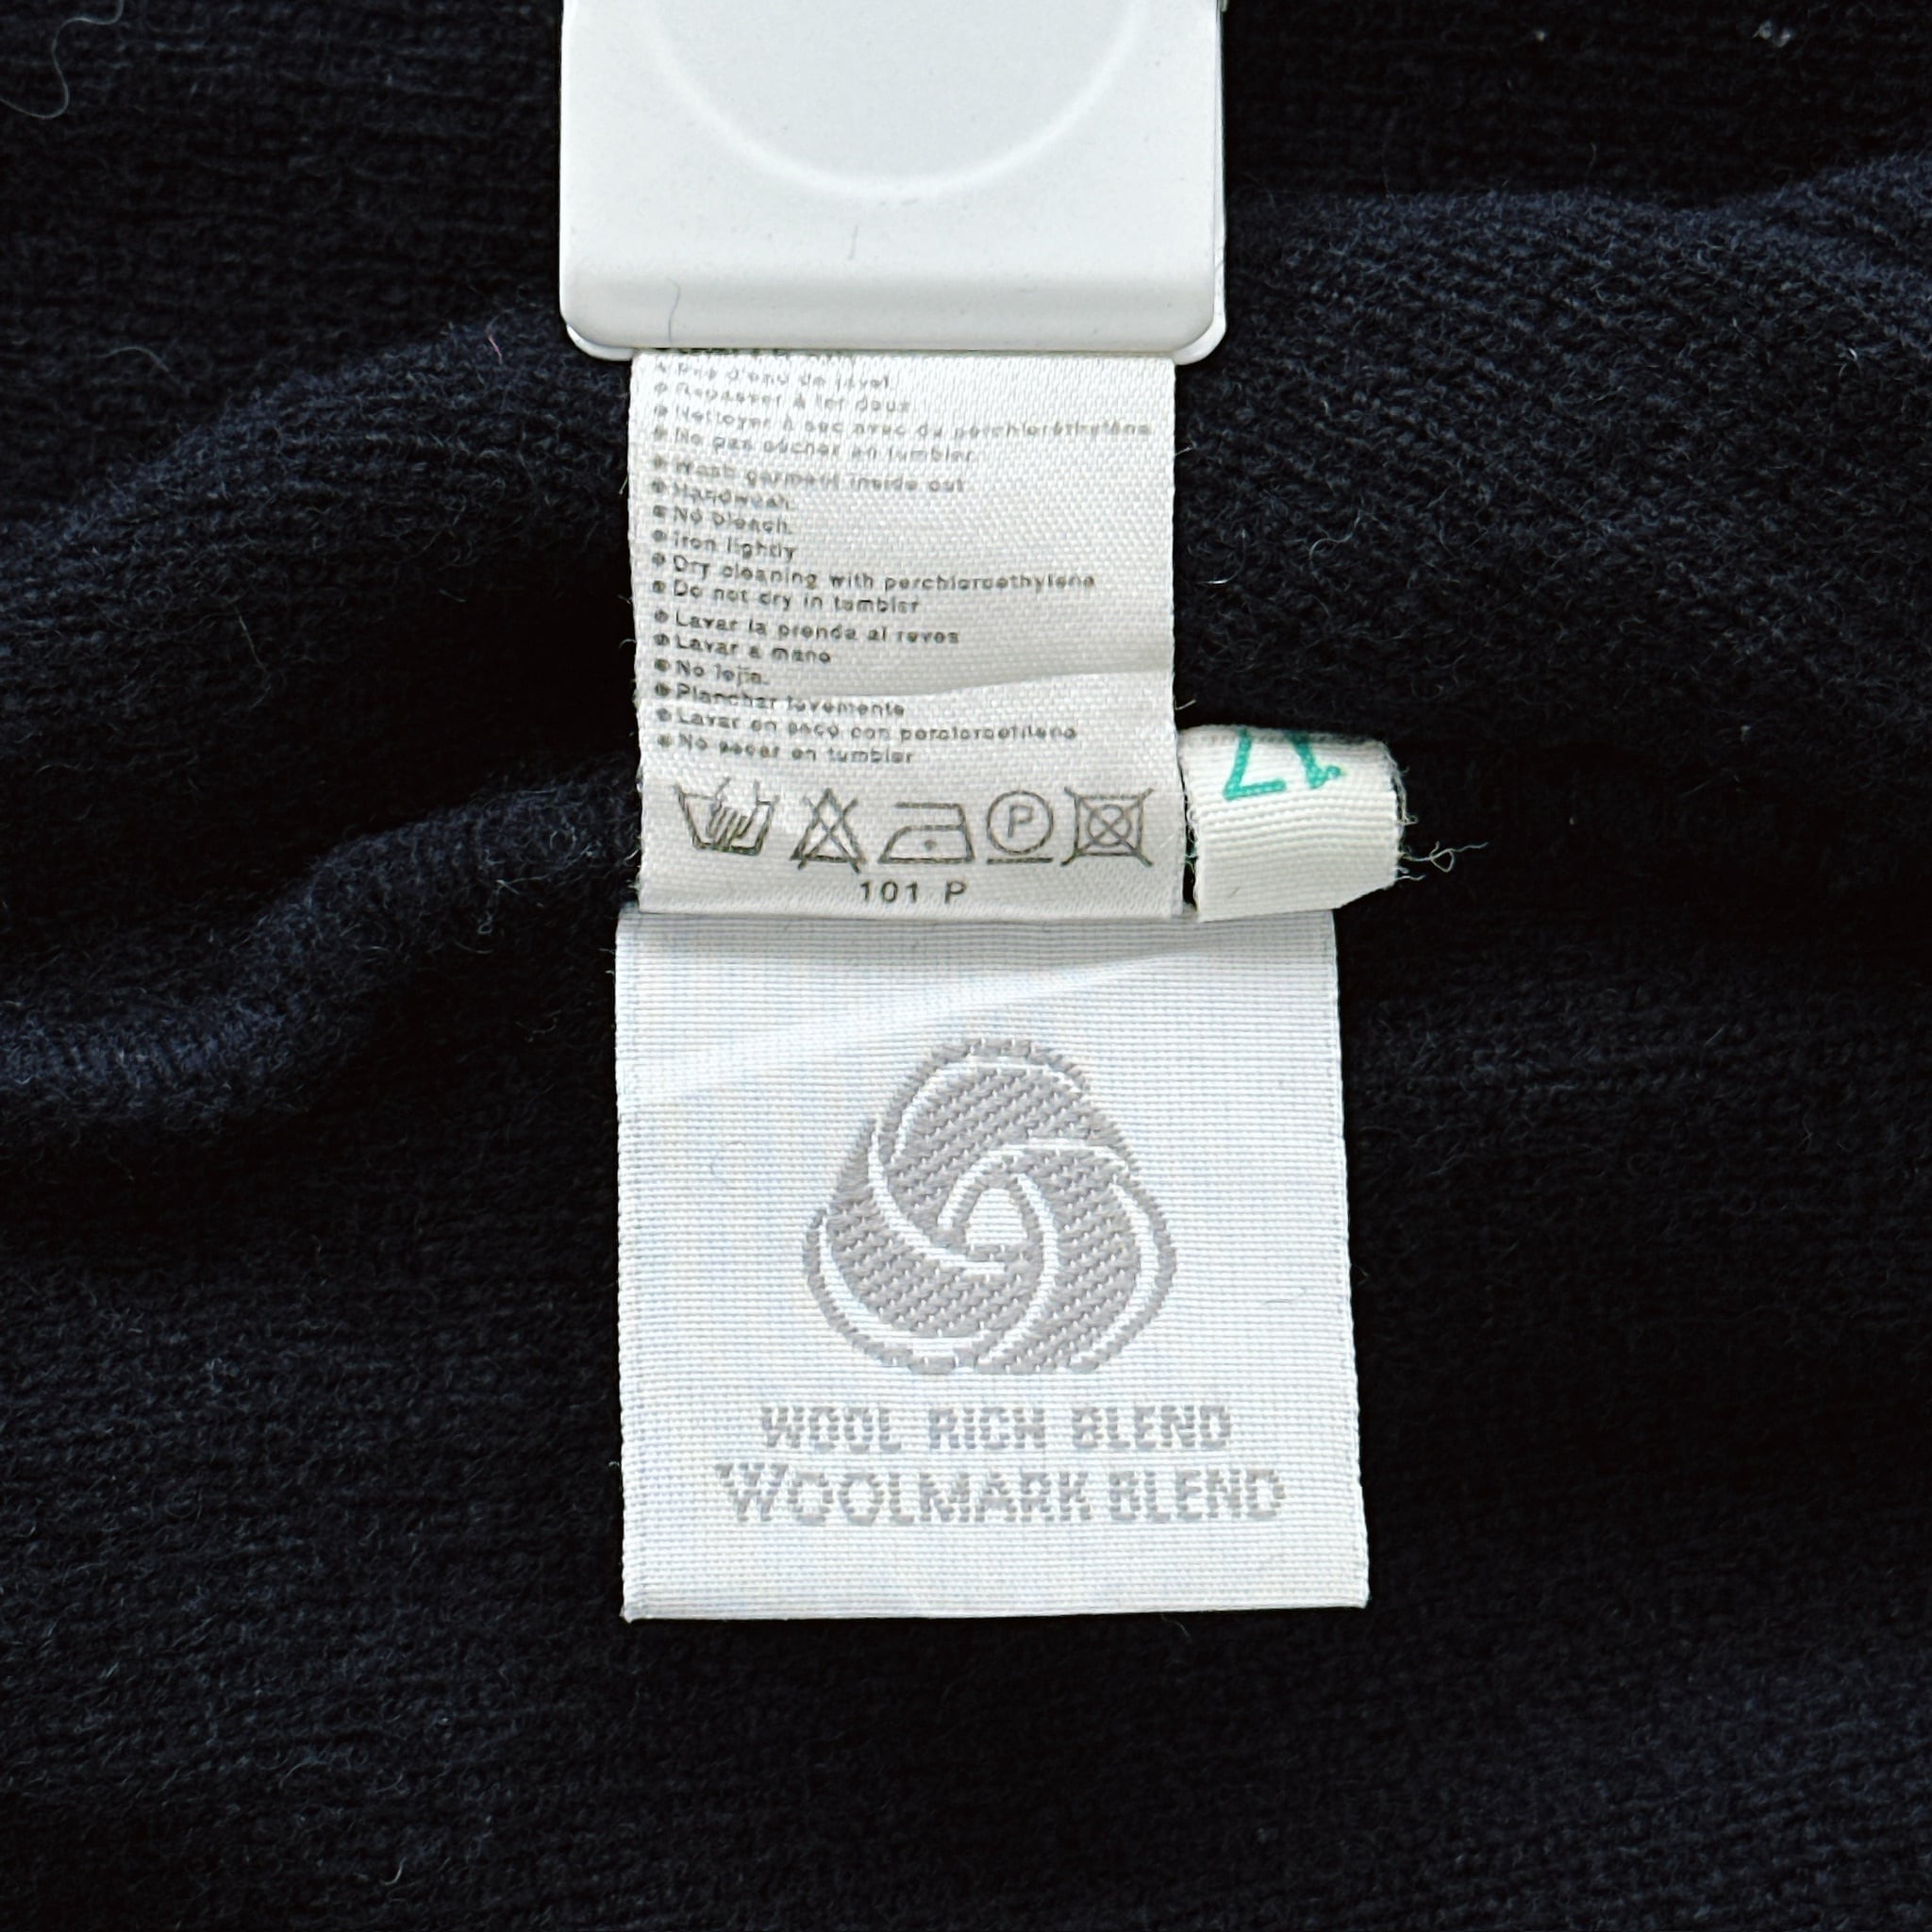 Pas d'eau de javel.
Repasser à fer doux
Nettoyer à sec avec du perchloréthylène
Ne pas sécher en tumbler
Wash garment inside out
Handwash.
No bleach.
Iron lightly
Dry cleaning with perchloroethylene
Do not dry in tumbler
Lavar la prenda al reves
Lavar a mano
No lejia.
Planchar levemente
Lavar en seco con percloroetileno
No secar en tumbler
P
101 P
17
WOOL RICH BLEND
WOOLMARK BLEND